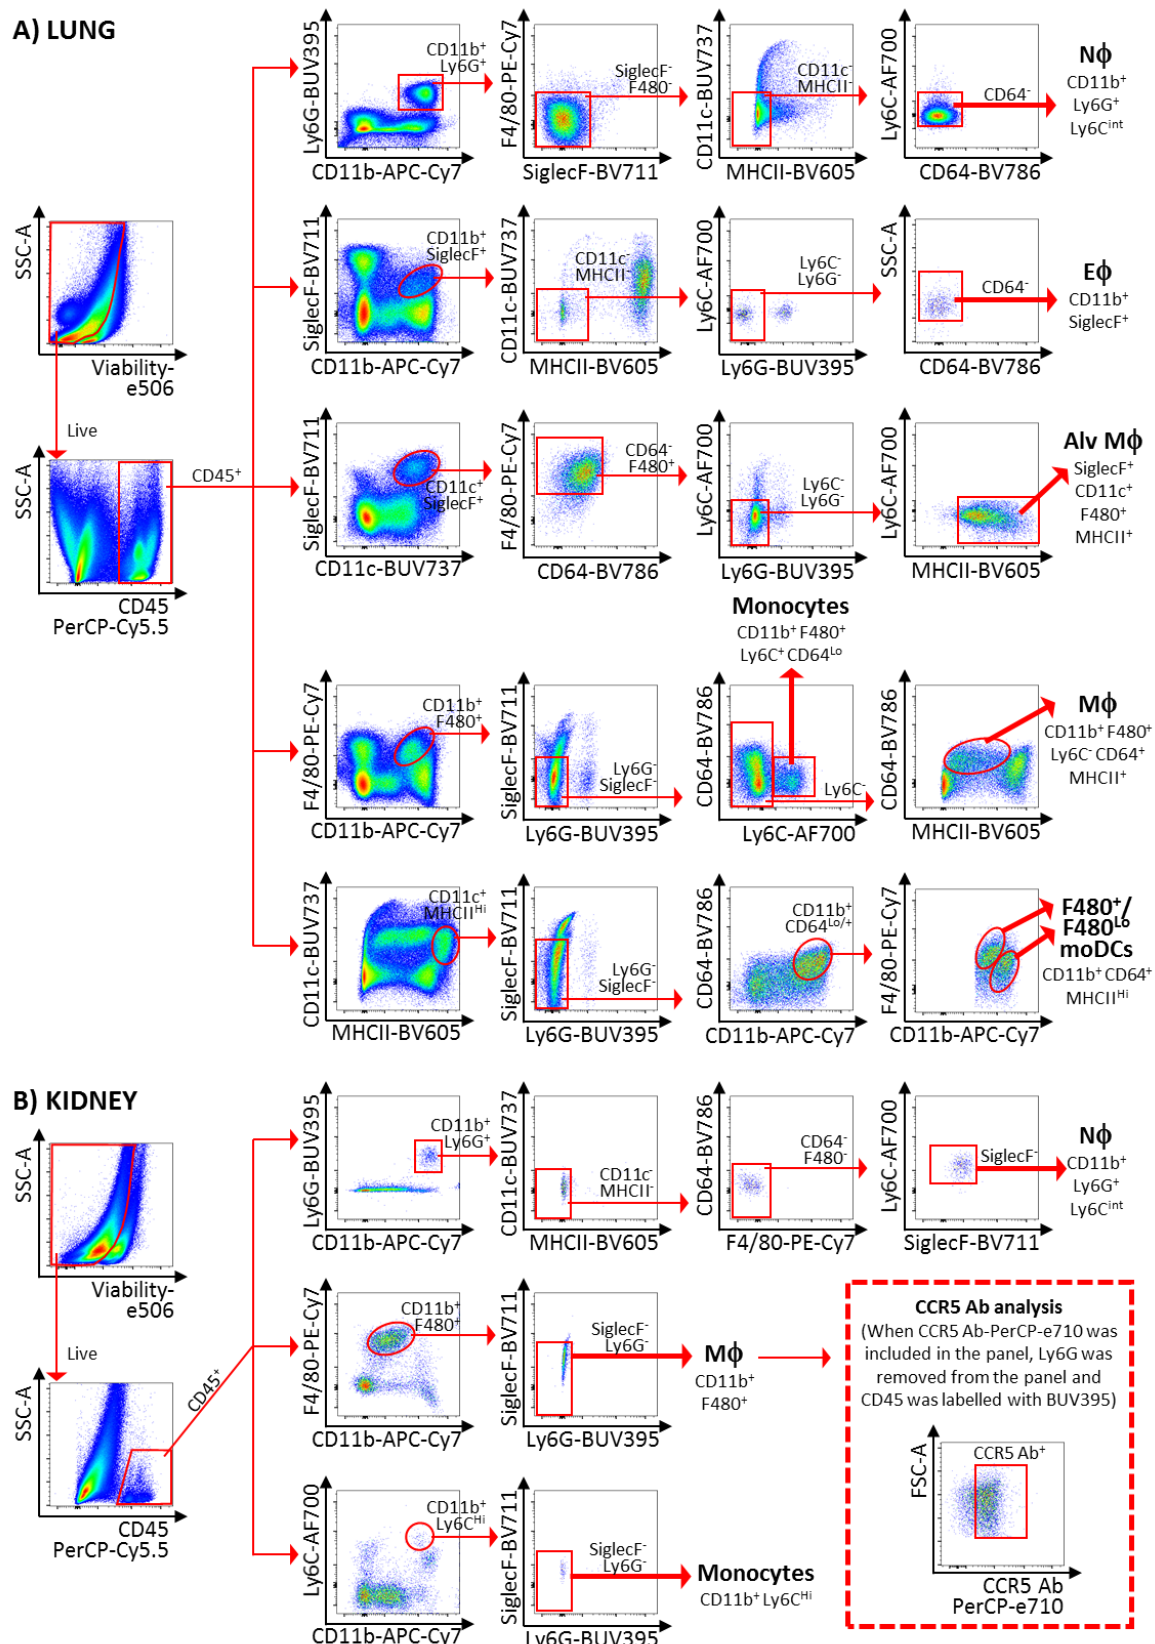 A) LUNG
SSC-A
Viability-
e506
Live
SSC-A
CD45
PerCP-Cy5.5
CD45⁺
Ly6G-BUV395
CD11b-APC-Cy7
CD11b⁺
Ly6G⁺
F4/80-PE-Cy7
SiglecF-BV711
SiglecF⁻
F480⁻
CD11c-BUV737
MHCII-BV605
CD11c⁻
MHCII⁻
Ly6C-AF700
CD64-BV786
CD64⁻
Nϕ
CD11b⁺
Ly6G⁺
Ly6Cⁱⁿᵗ
SiglecF-BV711
CD11b-APC-Cy7
CD11b⁺
SiglecF⁺
CD11c-BUV737
MHCII-BV605
CD11c⁻
MHCII⁻
Ly6C-AF700
Ly6G-BUV395
Ly6C⁻
Ly6G⁻
SSC-A
CD64-BV786
CD64⁻
Eϕ
CD11b⁺
SiglecF⁺
SiglecF-BV711
CD11c-BUV737
CD11c⁺
SiglecF⁺
F4/80-PE-Cy7
CD64-BV786
CD64⁻
F480⁺
Ly6C-AF700
Ly6G-BUV395
Ly6C⁻
Ly6G⁻
Ly6C-AF700
MHCII-BV605
Alv Mϕ
SiglecF⁺
CD11c⁺
F480⁺
MHCII⁺
Monocytes
CD11b⁺ F480⁺
Ly6C⁺ CD64ᴸᵒ
F4/80-PE-Cy7
CD11b-APC-Cy7
CD11b⁺
F480⁺
SiglecF-BV711
Ly6G-BUV395
Ly6G⁻
SiglecF⁻
CD64-BV786
Ly6C-AF700
Ly6C⁻
CD64-BV786
MHCII-BV605
Mϕ
CD11b⁺ F480⁺
Ly6C⁻ CD64⁺
MHCII⁺
CD11c-BUV737
MHCII-BV605
CD11c⁺
MHCIIᴴⁱ
SiglecF-BV711
Ly6G-BUV395
Ly6G⁻
SiglecF⁻
CD64-BV786
CD11b-APC-Cy7
CD11b⁺
CD64ᴸᵒ/⁺
F4/80-PE-Cy7
CD11b-APC-Cy7
F480⁺/
F480ᴸᵒ
moDCs
CD11b⁺ CD64⁺
MHCIIᴴⁱ
B) KIDNEY
SSC-A
Viability-
e506
Live
SSC-A
CD45
PerCP-Cy5.5
CD45⁺
Ly6G-BUV395
CD11b-APC-Cy7
CD11b⁺
Ly6G⁺
CD11c-BUV737
MHCII-BV605
CD11c⁻
MHCII⁻
CD64-BV786
F4/80-PE-Cy7
CD64⁻
F480⁻
Ly6C-AF700
SiglecF-BV711
SiglecF⁻
Nϕ
CD11b⁺
Ly6G⁺
Ly6Cⁱⁿᵗ
F4/80-PE-Cy7
CD11b-APC-Cy7
CD11b⁺
F480⁺
SiglecF-BV711
Ly6G-BUV395
SiglecF⁻
Ly6G⁻
Mϕ
CD11b⁺
F480⁺
CCR5 Ab analysis
(When CCR5 Ab-PerCP-e710 was
included in the panel, Ly6G was
removed from the panel and
CD45 was labelled with BUV395)
FSC-A
CCR5 Ab⁺
CCR5 Ab
PerCP-e710
Ly6C-AF700
CD11b-APC-Cy7
CD11b⁺
Ly6Cᴴⁱ
SiglecF-BV711
Ly6G-BUV395
SiglecF⁻
Ly6G⁻
Monocytes
CD11b⁺ Ly6Cᴴⁱ